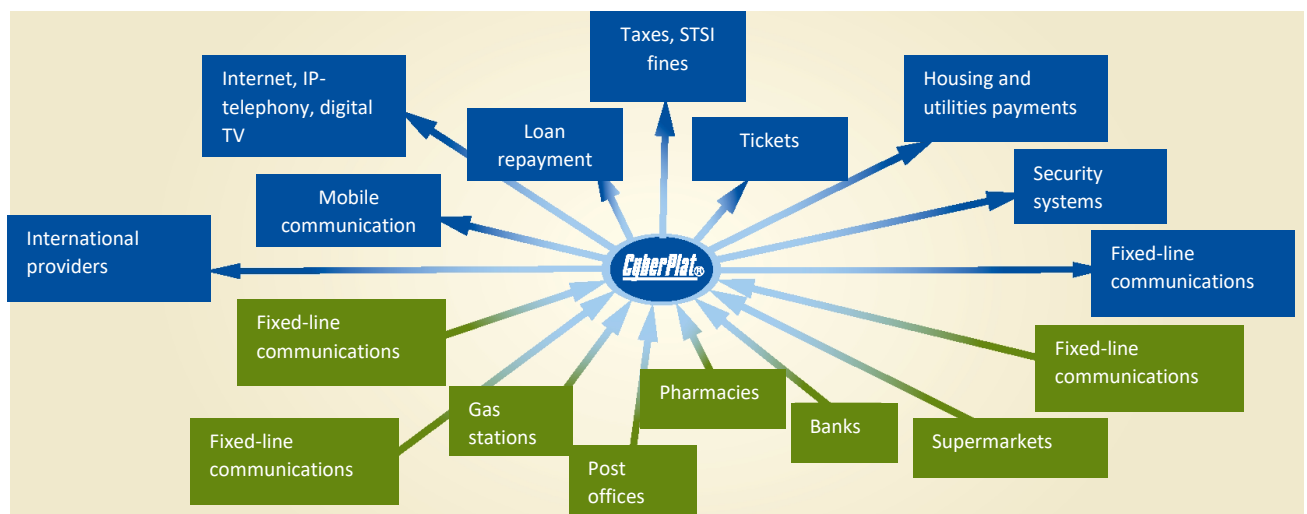 Taxes, STSI
fines
Internet, IP-
telephony, digital
TV
Housing and
utilities payments
Loan
repayment
Tickets
Security
systems
Mobile
communication
International
providers
CyberPlat®
Fixed-line
communications
Fixed-line
communications
Fixed-line
communications
Pharmacies
Gas
stations
Banks
Fixed-line
communications
Supermarkets
Post
offices